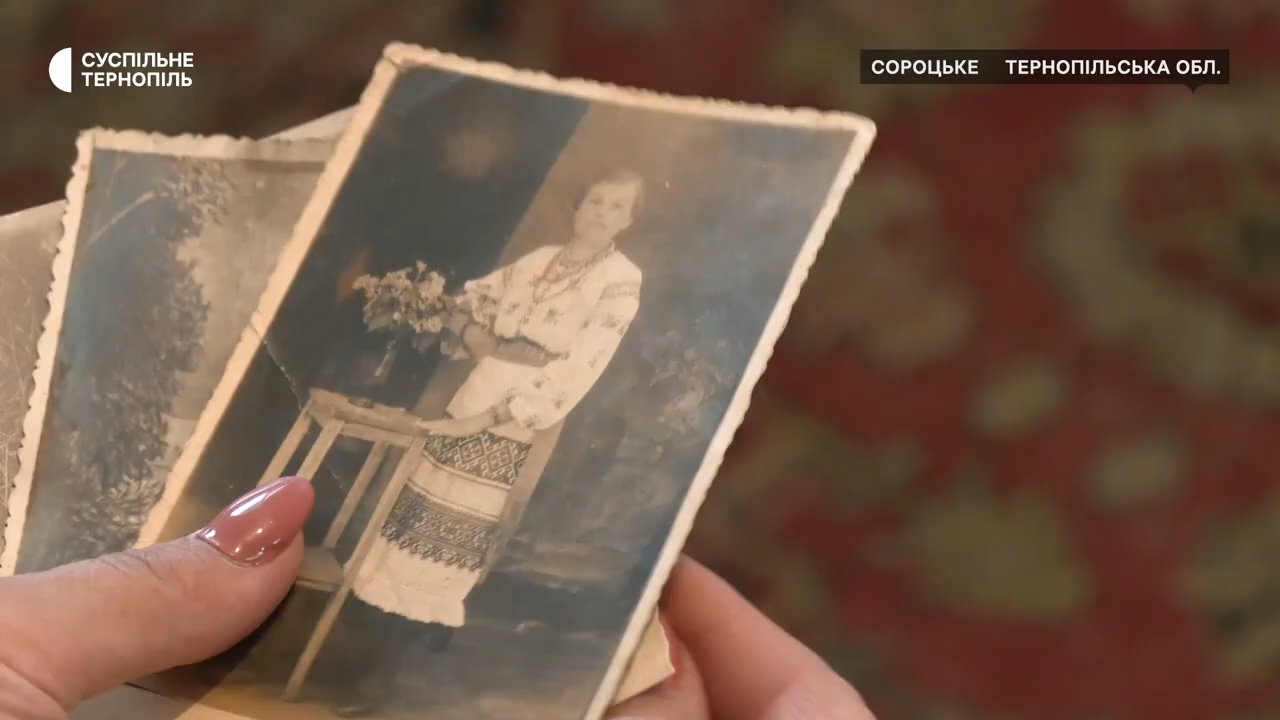 СУСПІЛЬНЕ
ТЕРНОПІЛЬ
СОРОЦЬКЕ ТЕРНОПІЛЬСЬКА ОБЛ.